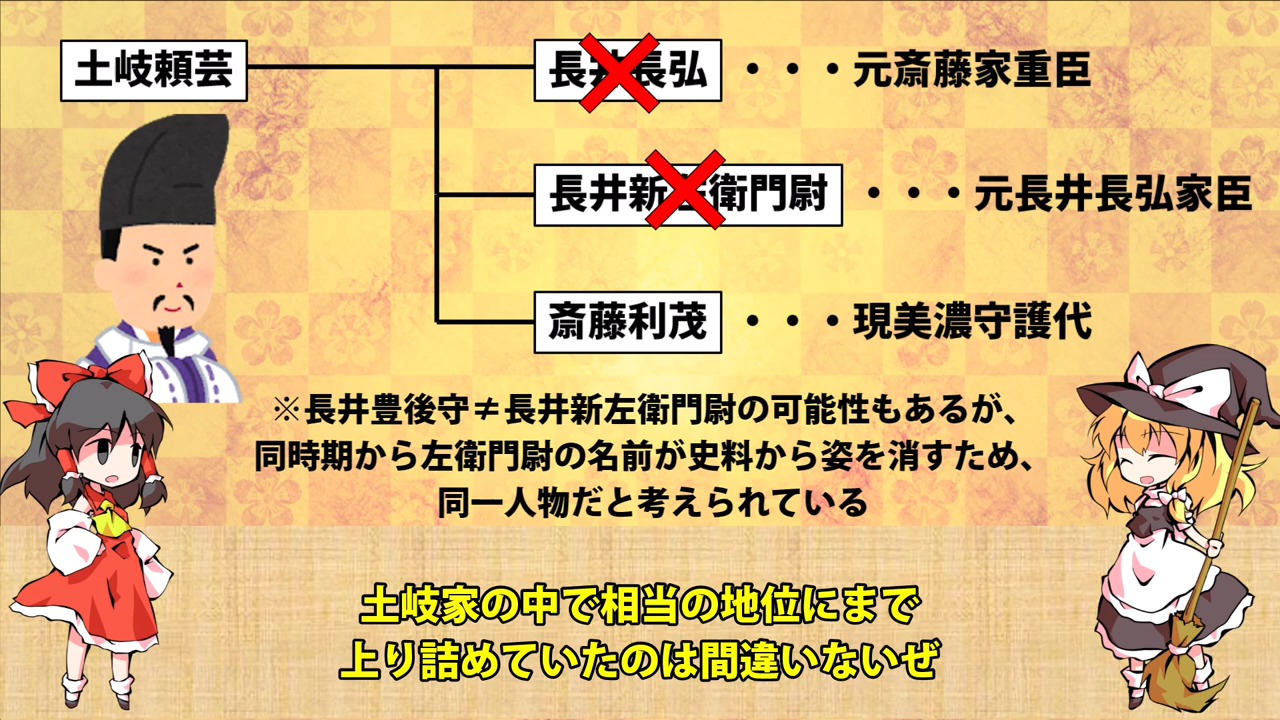 土岐頼芸
長井長弘 ・・・元斎藤家重臣
長井新左衛門尉 ・・・元長井長弘家臣
斎藤利茂 ・・・現美濃守護代
※長井豊後守≠長井新左衛門尉の可能性もあるが、
同時期から左衛門尉の名前が史料から姿を消すため、
同一人物だと考えられている
土岐家の中で相当の地位にまで
上り詰めていたのは間違いないぜ